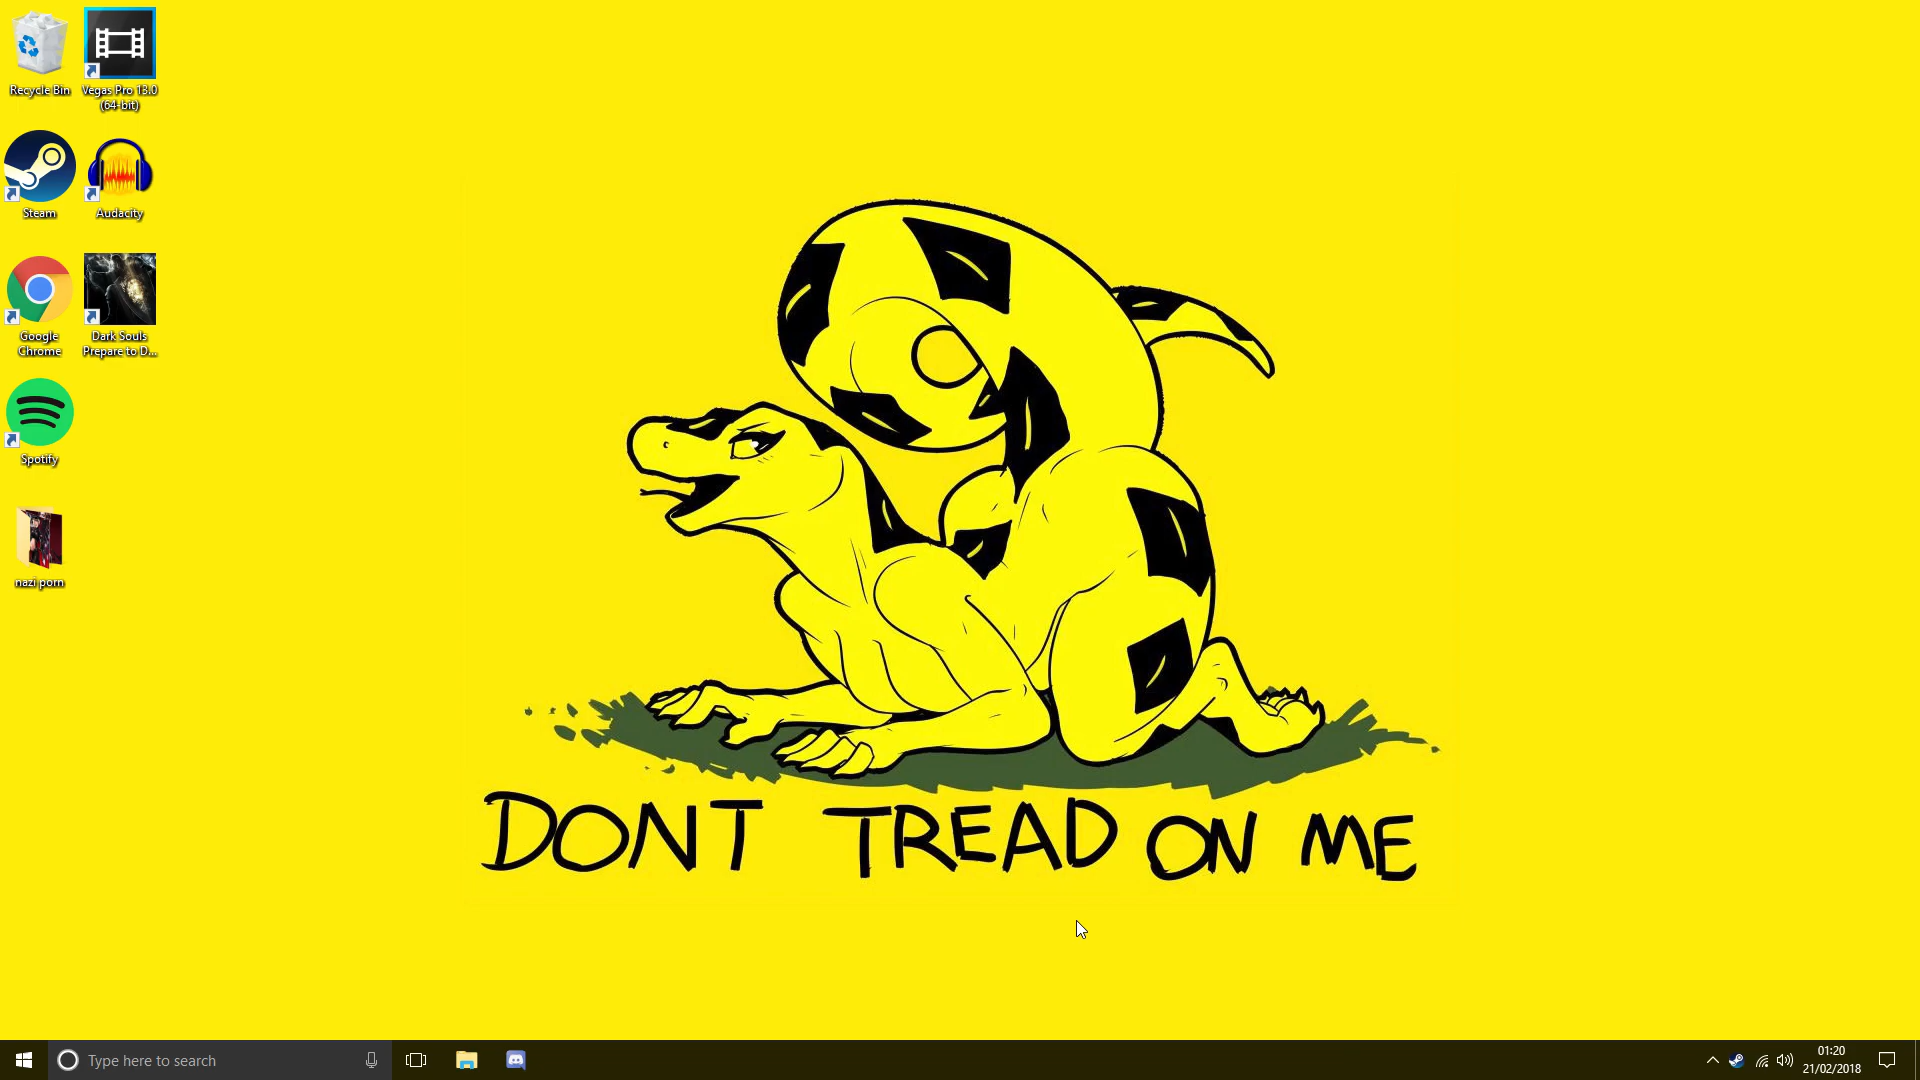 Recycle Bin
Vegas Pro 13.0
(64-bit)
Steam
Audacity
Google
Chrome
Dark Souls
Prepare to D...
Spotify
nazi porn
DONT TREAD ON ME
Type here to search
01:20
21/02/2018